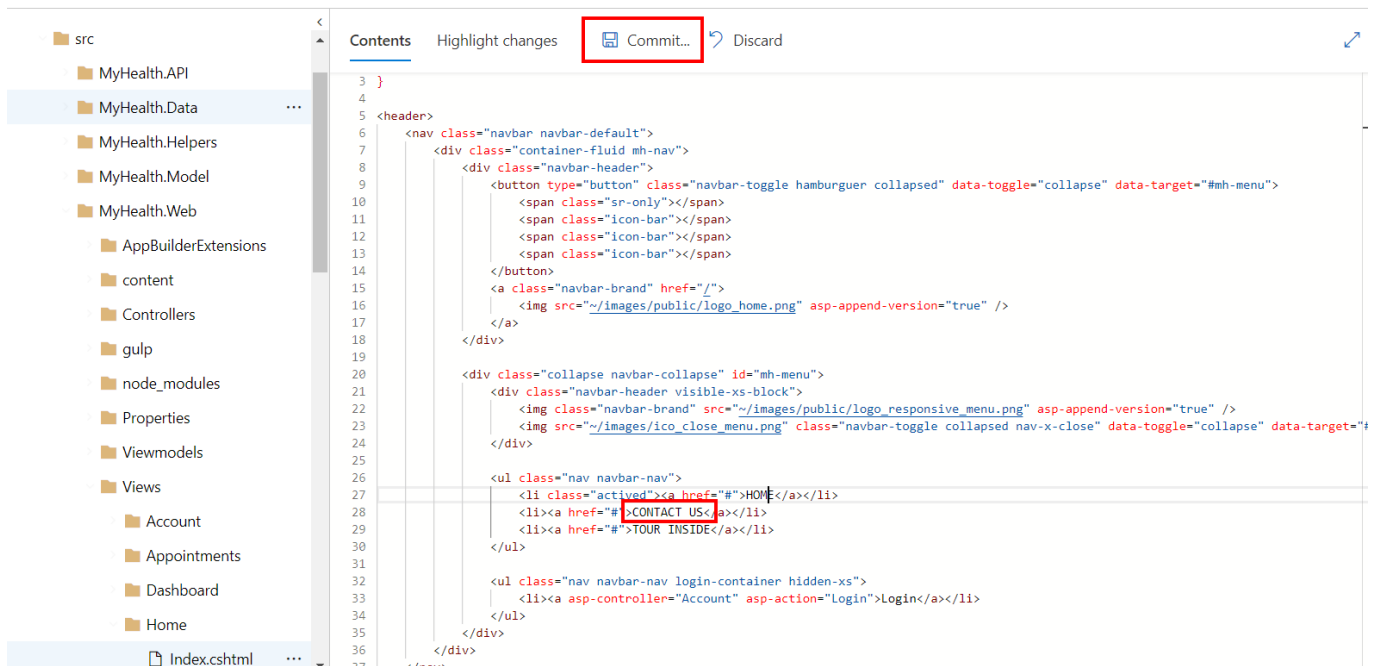 src
MyHealth.API
MyHealth.Data ...
MyHealth.Helpers
MyHealth.Model
MyHealth.Web
AppBuilderExtensions
content
Controllers
gulp
node_modules
Properties
Viewmodels
Views
Account
Appointments
Dashboard
Home
Index.cshtml ...
Contents Highlight changes Commit... Discard
3 }
4
5 <header>
6 <nav class="navbar navbar-default">
7 <div class="container-fluid mh-nav">
8 <div class="navbar-header">
9 <button type="button" class="navbar-toggle hamburguer collapsed" data-toggle="collapse" data-target="#mh-menu">
10 <span class="sr-only"></span>
11 <span class="icon-bar"></span>
12 <span class="icon-bar"></span>
13 <span class="icon-bar"></span>
14 </button>
15 <a class="navbar-brand" href="/">
16 <img src="~/images/public/logo_home.png" asp-append-version="true" />
17 </a>
18 </div>
19
20 <div class="collapse navbar-collapse" id="mh-menu">
21 <div class="navbar-header visible-xs-block">
22 <img class="navbar-brand" src="~/images/public/logo_responsive_menu.png" asp-append-version="true" />
23 <img src="~/images/ico_close_menu.png" class="navbar-toggle collapsed nav-x-close" data-toggle="collapse" data-target="#
24 </div>
25
26 <ul class="nav navbar-nav">
27 <li class="actived"><a href="#">HOME</a></li>
28 <li><a href="#">CONTACT US</a></li>
29 <li><a href="#">TOUR INSIDE</a></li>
30 </ul>
31
32 <ul class="nav navbar-nav login-container hidden-xs">
33 <li><a asp-controller="Account" asp-action="Login">Login</a></li>
34 </ul>
35 </div>
36 </div>